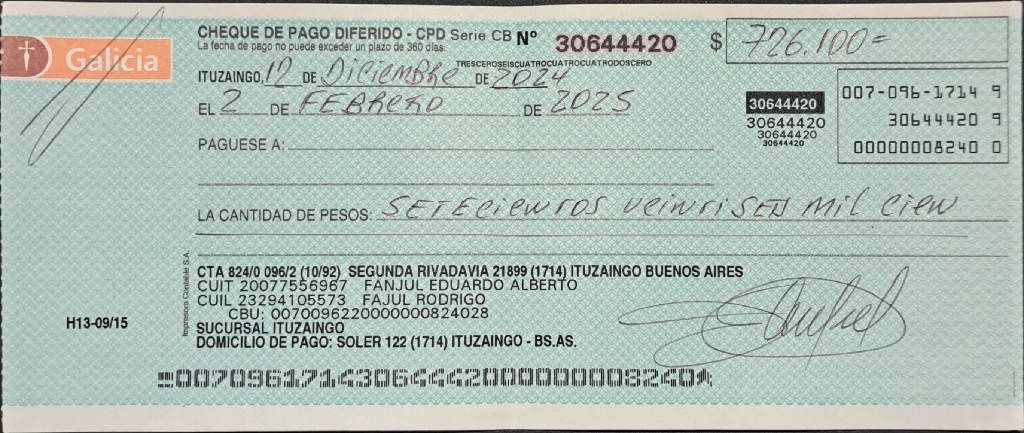 Galicia
CHEQUE DE PAGO DIFERIDO - CPD Serie CB Nº 30644420 $ 726.100=
La fecha de pago no puede exceder un plazo de 360 días.
TRESCEROSEISCUATROCUATROCUATRODOSCERO
ITUZAINGO, 12 DE Diciembre DE 2024
EL 2 DE FEBRERO DE 2025
30644420
30644420
30644420
30644420
007-096-1714 9
30644420 9
00000008240 0
PAGUESE A:
LA CANTIDAD DE PESOS: SETECIENTOS VEINTISEIS MIL CIEN
Impresora Contable S.A.
CTA 824/0 096/2 (10/92) SEGUNDA RIVADAVIA 21899 (1714) ITUZAINGO BUENOS AIRES
CUIT 20077556967 FANJUL EDUARDO ALBERTO
CUIL 23294105573 FAJUL RODRIGO
CBU: 0070096220000000824028
H13-09/15
SUCURSAL ITUZAINGO
DOMICILIO DE PAGO: SOLER 122 (1714) ITUZAINGO - BS.AS.
00709617143064442000000008240